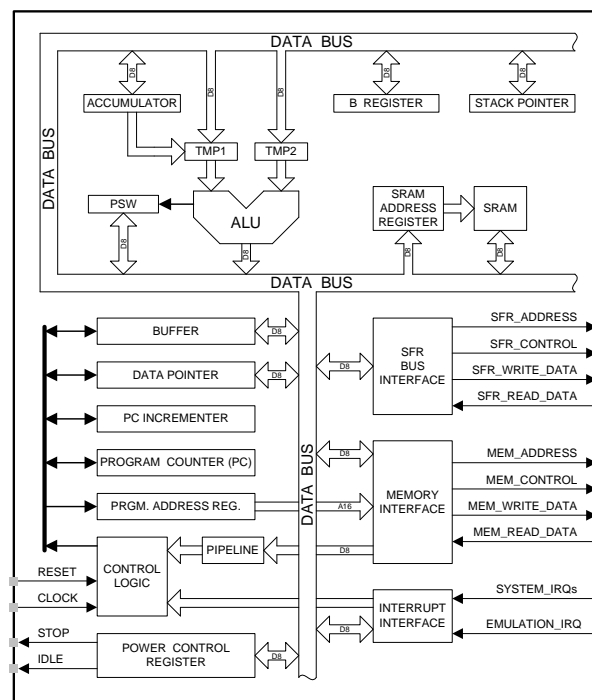 DATA BUS
D8
D8
D8
D8
D8
ACCUMULATOR
B REGISTER
STACK POINTER
DATA BUS
TMP1
TMP2
PSW
ALU
SRAM
ADDRESS
REGISTER
SRAM
D8
D8
D8
D8
DATA BUS
BUFFER
D8
DATA POINTER
D8
PC INCREMENTER
PROGRAM COUNTER (PC)
PRGM. ADDRESS REG.
A16
DATA BUS
D8
SFR
BUS
INTERFACE
SFR_ADDRESS
SFR_CONTROL
SFR_WRITE_DATA
SFR_READ_DATA
D8
MEMORY
INTERFACE
MEM_ADDRESS
MEM_CONTROL
MEM_WRITE_DATA
MEM_READ_DATA
CONTROL
LOGIC
PIPELINE
D8
RESET
CLOCK
INTERRUPT
INTERFACE
D8
SYSTEM_IRQs
EMULATION_IRQ
STOP
IDLE
POWER CONTROL
REGISTER
D8